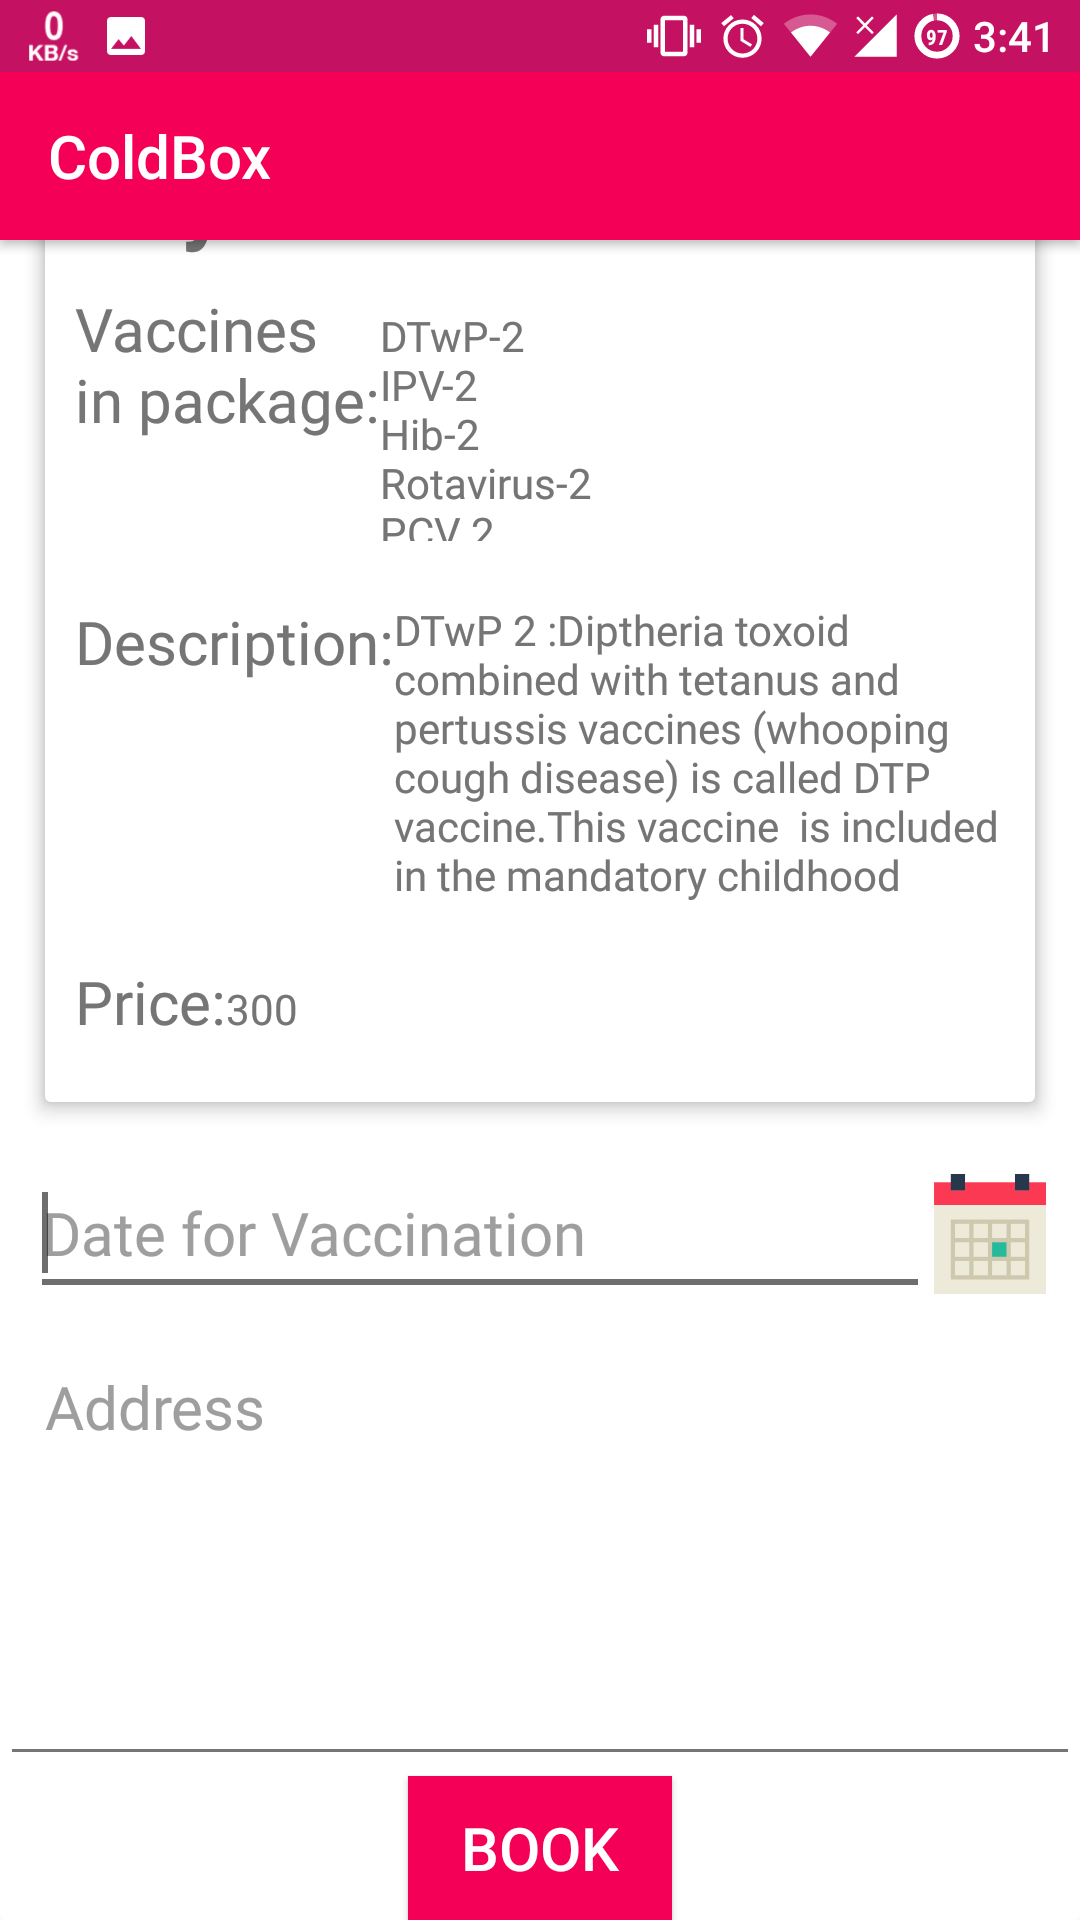 0
KB/s
97
3:41
ColdBox
Vaccines
in package:
DTwP-2
IPV-2
Hib-2
Rotavirus-2
PCV 2
Description:
DTwP 2 :Diptheria toxoid
combined with tetanus and
pertussis vaccines (whooping
cough disease) is called DTP
vaccine.This vaccine  is included
in the mandatory childhood
Price:300
Date for Vaccination
Address
BOOK